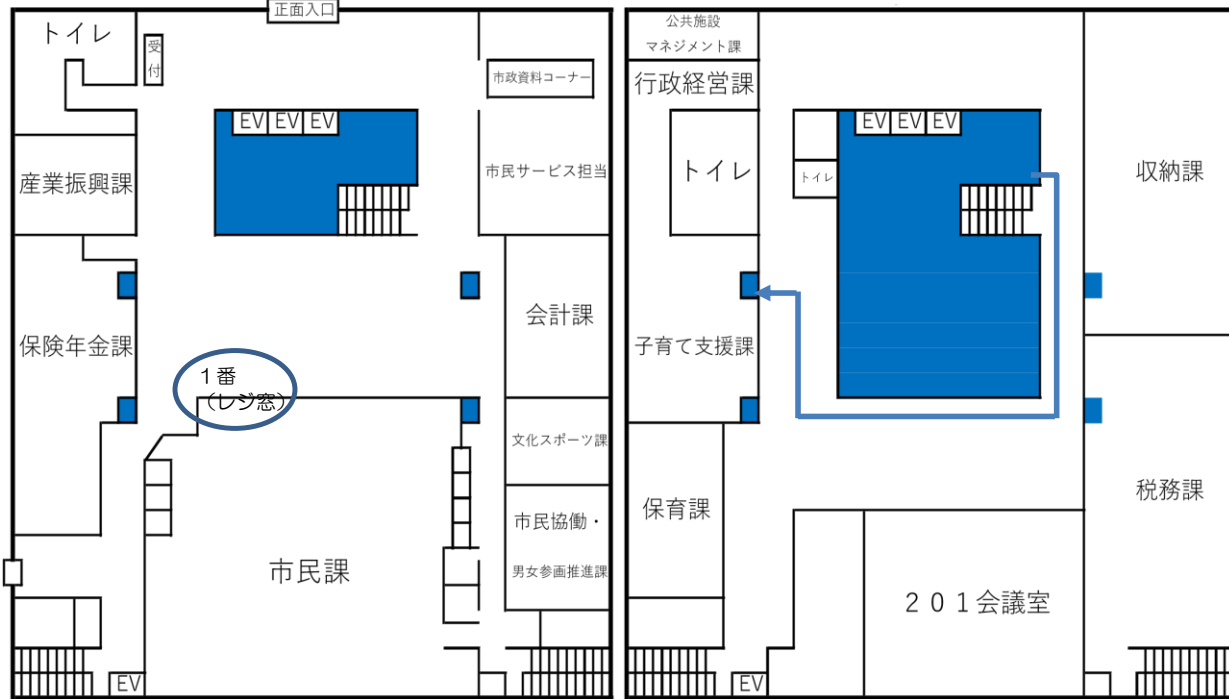 正面入口
トイレ
受
付
市政資料コーナー
EV EV EV
産業振興課
市民サービス担当
会計課
保険年金課
1番
(レジ窓)
文化スポーツ課
市民協働・
男女参画推進課
市民課
EV
公共施設
マネジメント課
行政経営課
EV EV EV
トイレ
トイレ
収納課
子育て支援課
保育課
税務課
201会議室
EV